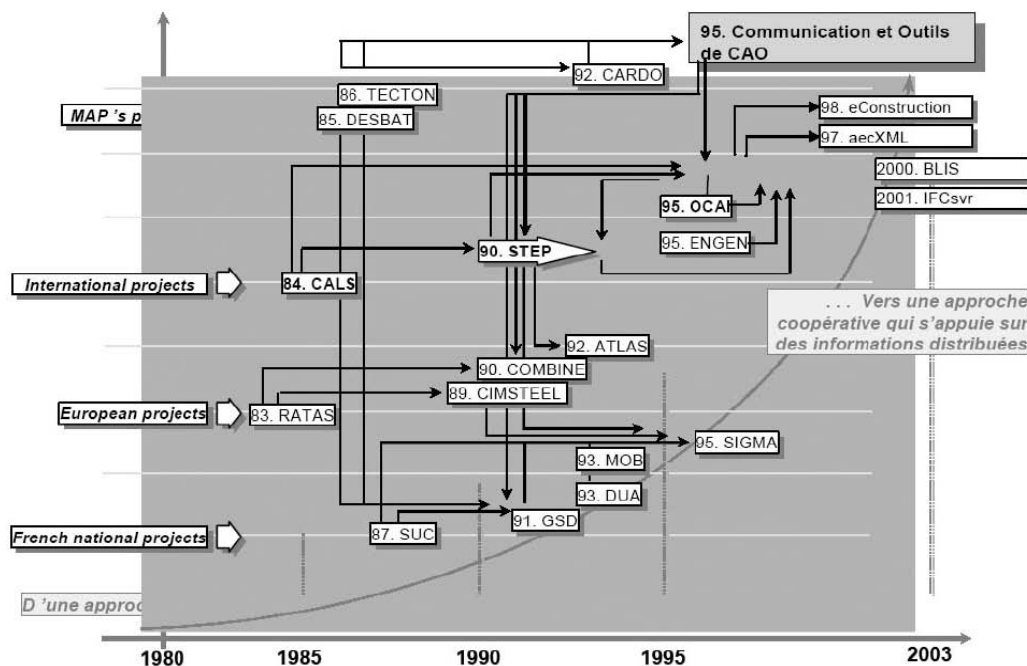 95. Communication et Outils
de CAO
92. CARDO
86. TECTON
85. DESBAT
MAP 's p
98. eConstruction
97. aecXML
2000. BLIS
2001. IFCsvr
95. OCAI
95. ENGEN
90. STEP
International projects
84. CALS
. . . Vers une approche
coopérative qui s'appuie sur
des informations distribuées
92. ATLAS
90. COMBINE
89. CIMSTEEL
European projects
83. RATAS
95. SIGMA
93. MOB
93. DUA
91. GSD
French national projects
87. SUC
D 'une approc
1980
1985
1990
1995
2003